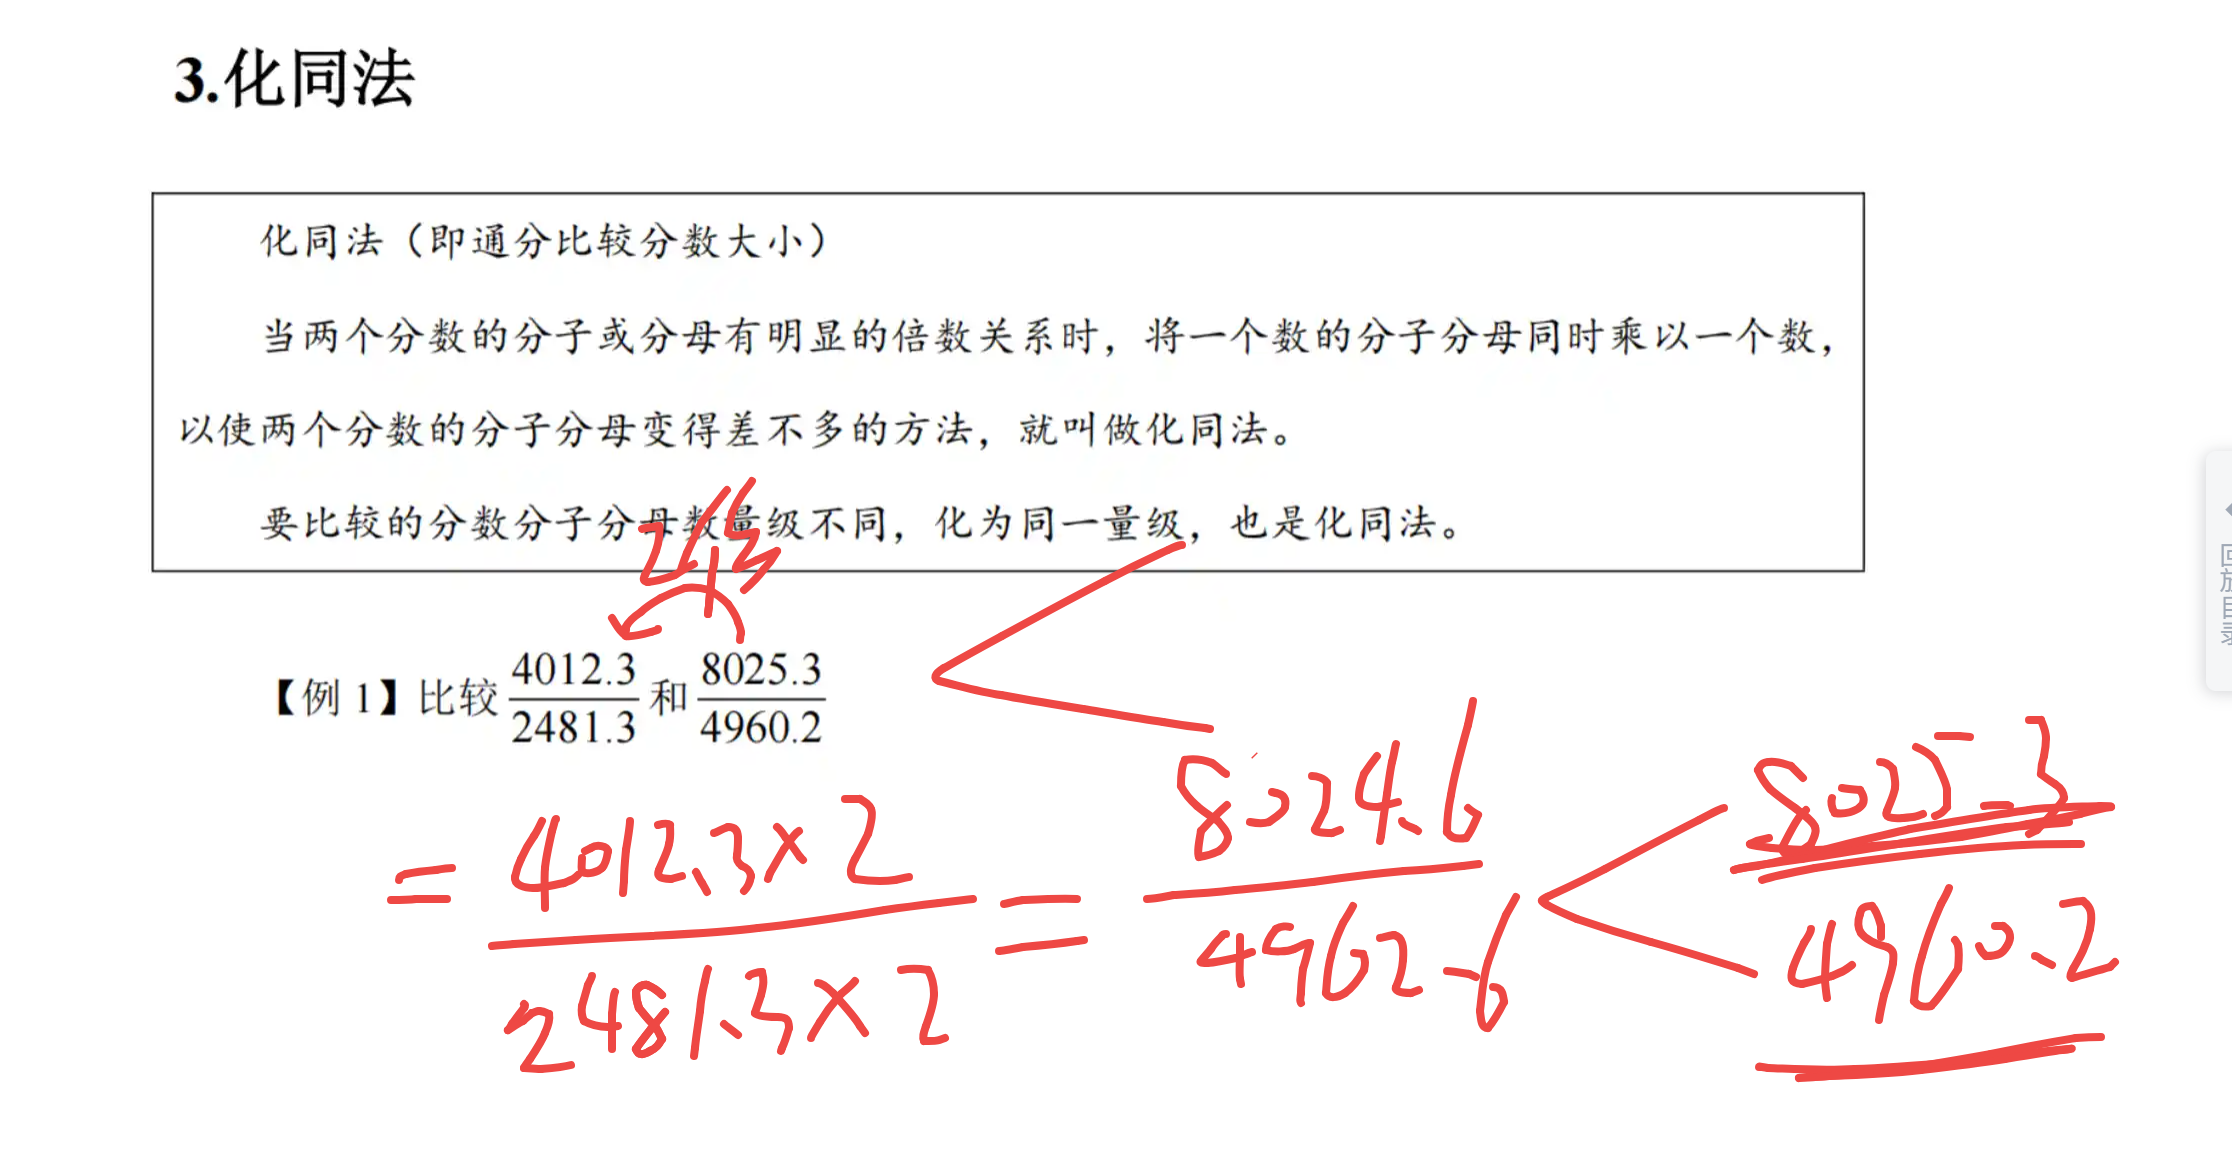 3.化同法
化同法（即通分比较分数大小）
当两个分数的分子或分母有明显的倍数关系时，将一个数的分子分母同时乘以一个数，
以使两个分数的分子分母变得差不多的方法，就叫做化同法。
要比较的分数分子分母数量级不同，化为同一量级，也是化同法。
2倍
【例 1】比较 4012.3/2481.3 和 8025.3/4960.2
= 4012.3×2/2481.3×2 = 8024.6/4962.6 < 8025.3/4960.2
回放目录